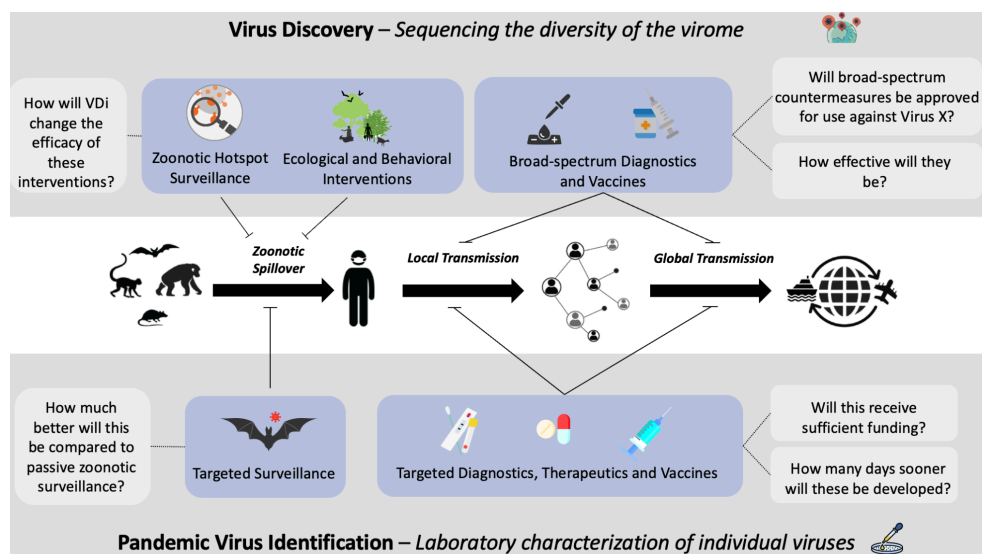 Virus Discovery – Sequencing the diversity of the virome
How will VDi
change the
efficacy of
these
interventions?
Zoonotic Hotspot
Surveillance
Ecological and Behavioral
Interventions
Broad-spectrum Diagnostics
and Vaccines
Will broad-spectrum
countermeasures be approved
for use against Virus X?
How effective will they
be?
Zoonotic
Spillover
Local Transmission
Global Transmission
How much
better will this
be compared to
passive zoonotic
surveillance?
Targeted Surveillance
Targeted Diagnostics, Therapeutics and Vaccines
Will this receive
sufficient funding?
How many days sooner
will these be developed?
Pandemic Virus Identification – Laboratory characterization of individual viruses